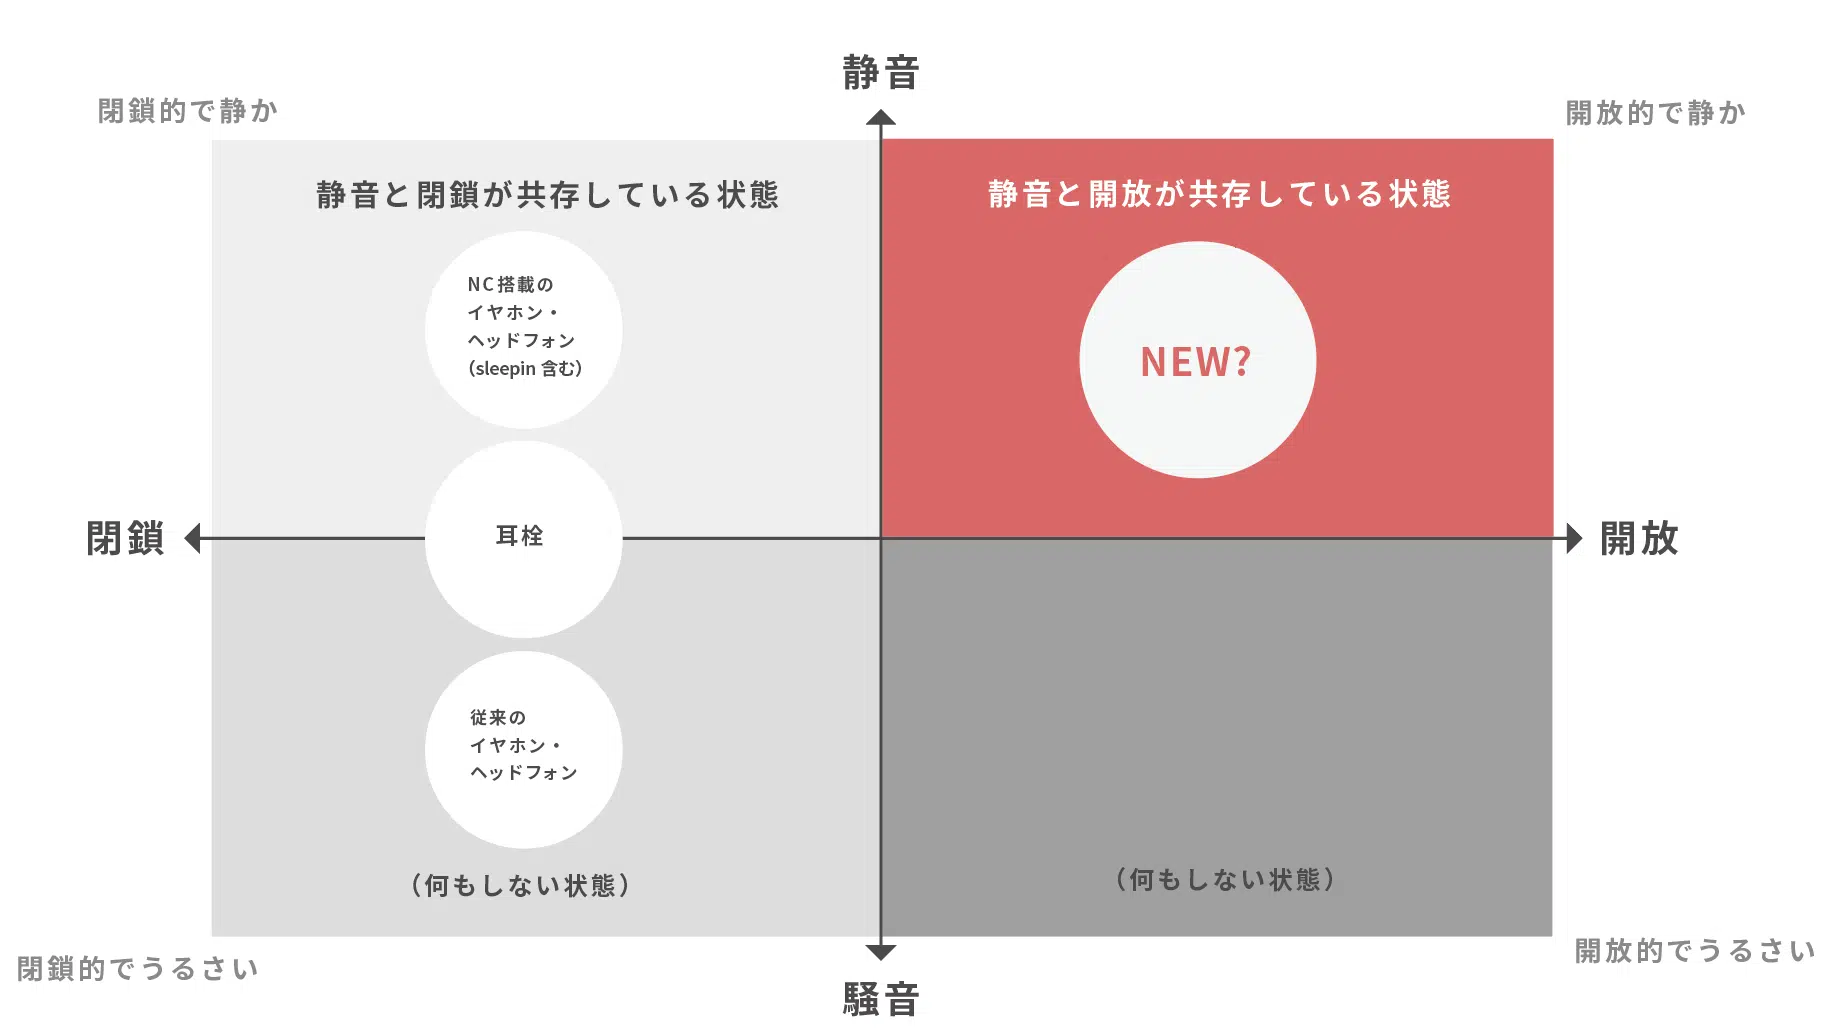 静音
閉鎖的で静か
開放的で静か
静音と閉鎖が共存している状態
静音と開放が共存している状態
NC搭載の
イヤホン・
ヘッドフォン
（sleepin 含む）
NEW?
閉鎖
耳栓
開放
従来の
イヤホン・
ヘッドフォン
（何もしない状態）
（何もしない状態）
閉鎖的でうるさい
開放的でうるさい
騒音